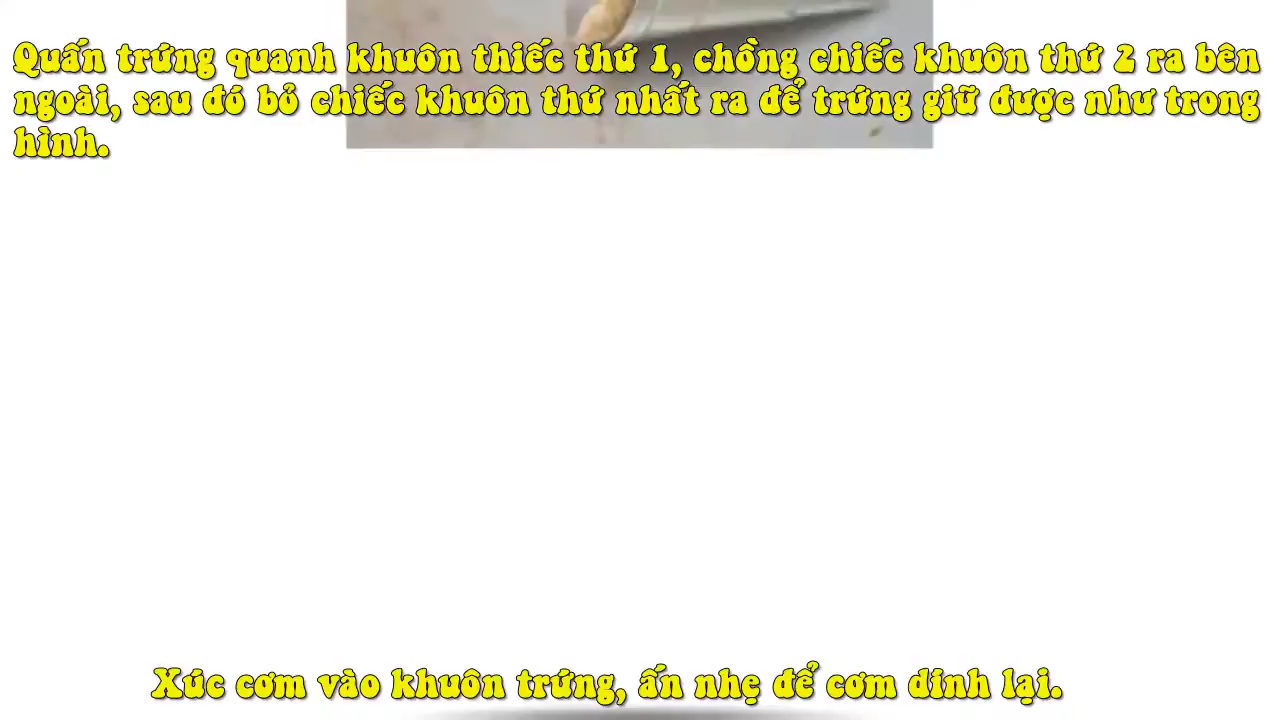 Quấn trứng quanh khuôn thiếc thứ 1, chồng chiếc khuôn thứ 2 ra bên
ngoài, sau đó bỏ chiếc khuôn thứ nhất ra để trứng giữ được như trong
hình.
Xúc cơm vào khuôn trứng, ấn nhẹ để cơm dính lại.